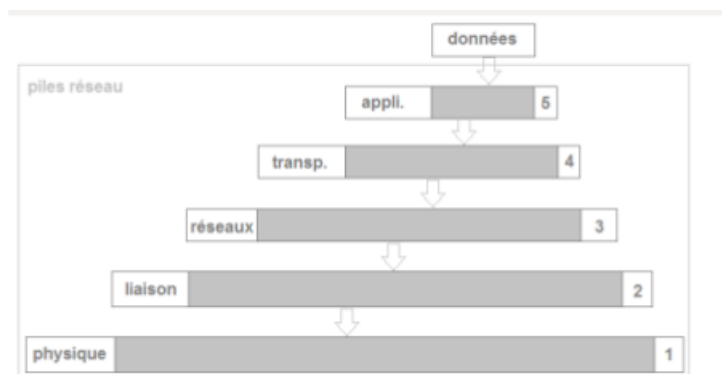 données
piles réseau
appli. 5
transp. 4
réseaux 3
liaison 2
physique 1